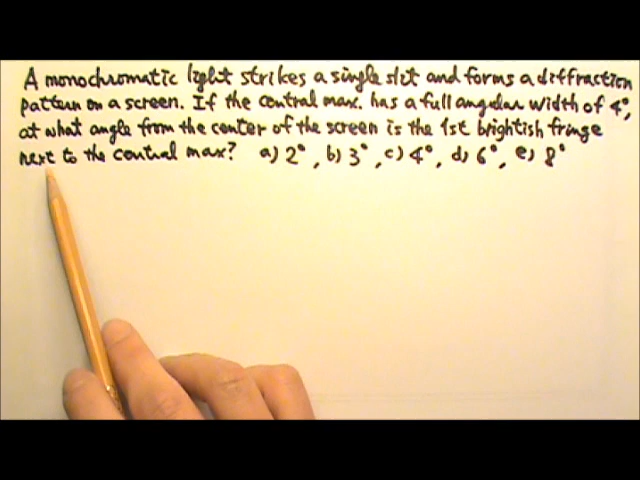 A monochromatic light strikes a single slit and forms a diffraction
pattern on a screen. If the central max. has a full angular width of 4°,
at what angle from the center of the screen is the 1st brightish fringe
next to the central max? a) 2°, b) 3°, c) 4°, d) 6°, e) 8°